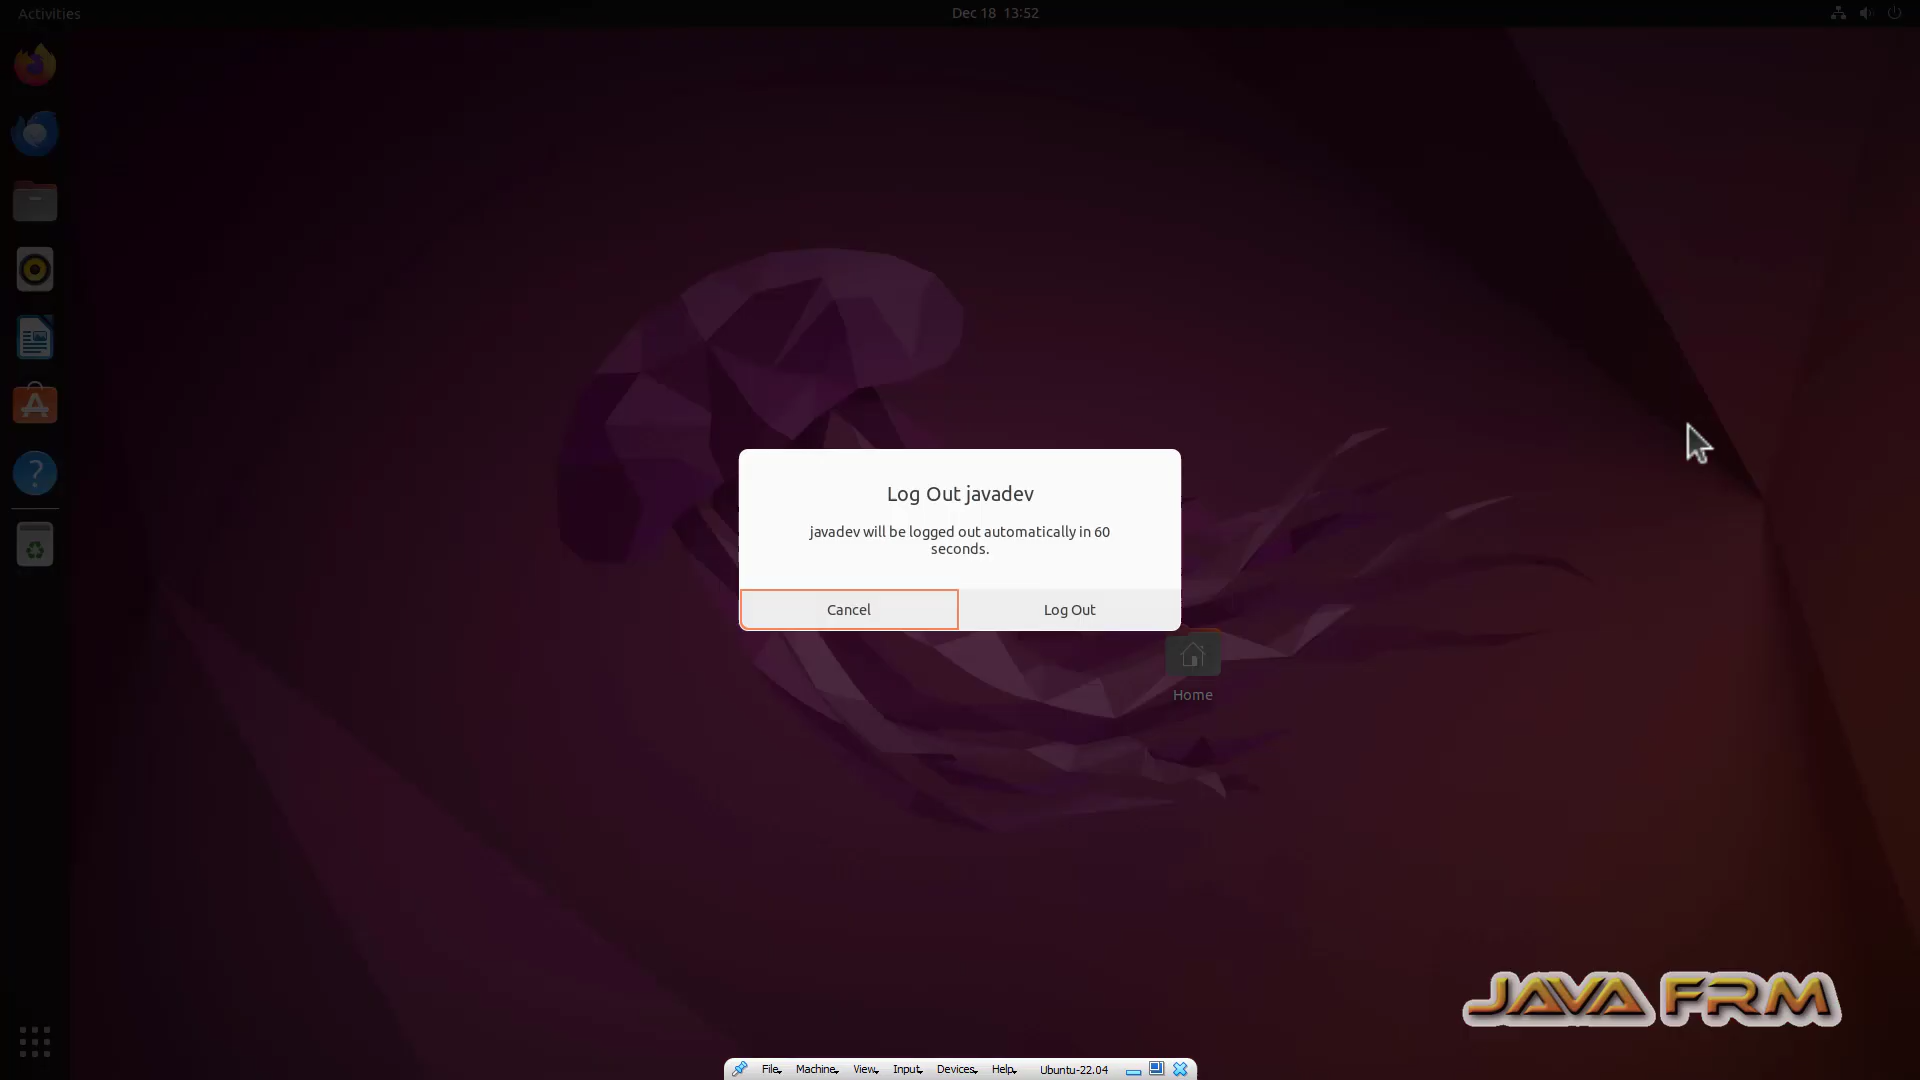 Activities
Dec 18 13:52
Log Out javadev
javadev will be logged out automatically in 60
seconds.
Cancel
Log Out
Home
JAVA FRM
File
Machine
View
Input
Devices
Help
Ubuntu-22.04